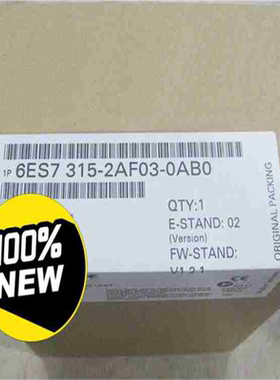 1P 6ES7 315-2AF03-0AB0
QTY:1
E-STAND: 02
(Version)
FW-STAND:
V1.2.1
ORIGINAL PACKING
100%
NEW